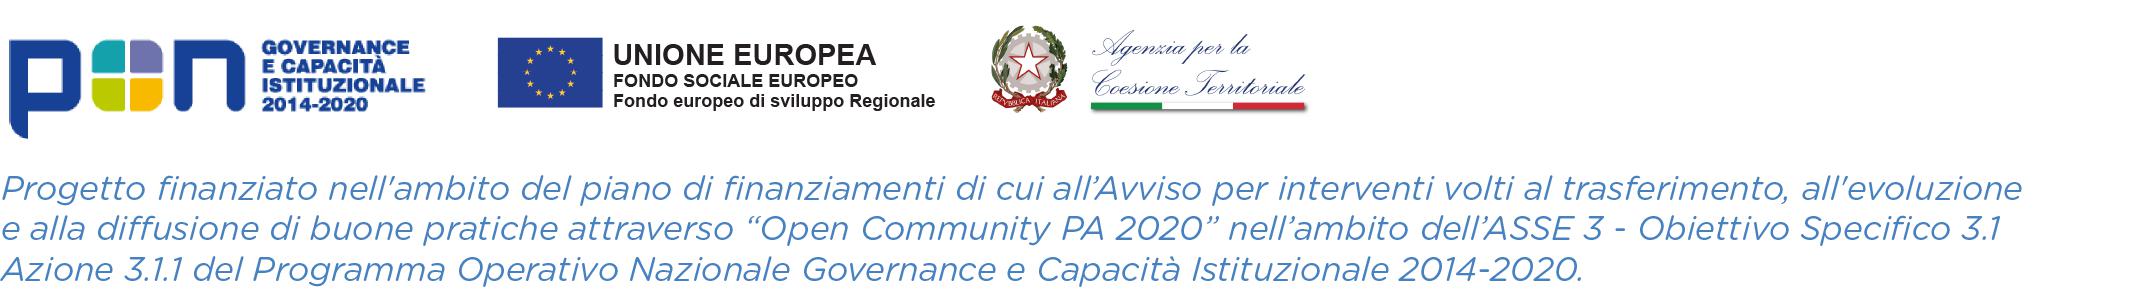 pon
GOVERNANCE
E CAPACITÀ
ISTITUZIONALE
2014-2020
UNIONE EUROPEA
FONDO SOCIALE EUROPEO
Fondo europeo di sviluppo Regionale
REPVBBLICA ITALIANA
Agenzia per la
Coesione Territoriale
Progetto finanziato nell'ambito del piano di finanziamenti di cui all’Avviso per interventi volti al trasferimento, all'evoluzione
e alla diffusione di buone pratiche attraverso “Open Community PA 2020” nell’ambito dell’ASSE 3 - Obiettivo Specifico 3.1
Azione 3.1.1 del Programma Operativo Nazionale Governance e Capacità Istituzionale 2014-2020.